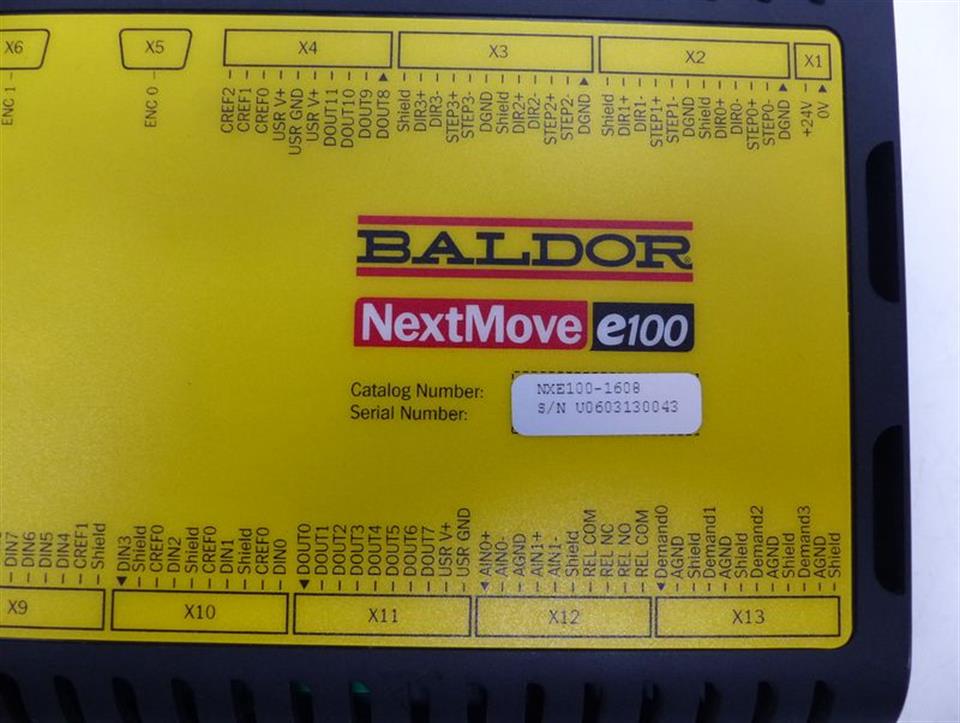 X6
X5
X4
X3
X2
X1
ENC 1
ENC 0
CREF2
CREF1
CREF0
USR V+
USR GND
USR V+
DOUT11
DOUT10
DOUT9
DOUT8
Shield
DIR3+
DIR3-
STEP3+
STEP3-
DGND
Shield
DIR2+
DIR2-
STEP2+
STEP2-
DGND
Shield
DIR1+
DIR1-
STEP1+
STEP1-
DGND
Shield
DIR0+
DIR0-
STEP0+
STEP0-
DGND
+24V
0V
BALDOR®
NextMove e100
Catalog Number: NXE100-1608
Serial Number: S/N U0603130043
DIN7
DIN6
DIN5
DIN4
CREF1
Shield
DIN3
Shield
CREF0
DIN2
Shield
CREF0
DIN1
Shield
CREF0
DIN0
DOUT0
DOUT1
DOUT2
DOUT3
DOUT4
DOUT5
DOUT6
DOUT7
USR V+
USR GND
AIN0+
AIN0-
AGND
AIN1+
AIN1-
Shield
REL COM
REL NC
REL NO
REL COM
Demand0
AGND
Shield
Demand1
AGND
Shield
Demand2
AGND
Shield
Demand3
AGND
Shield
X9
X10
X11
X12
X13